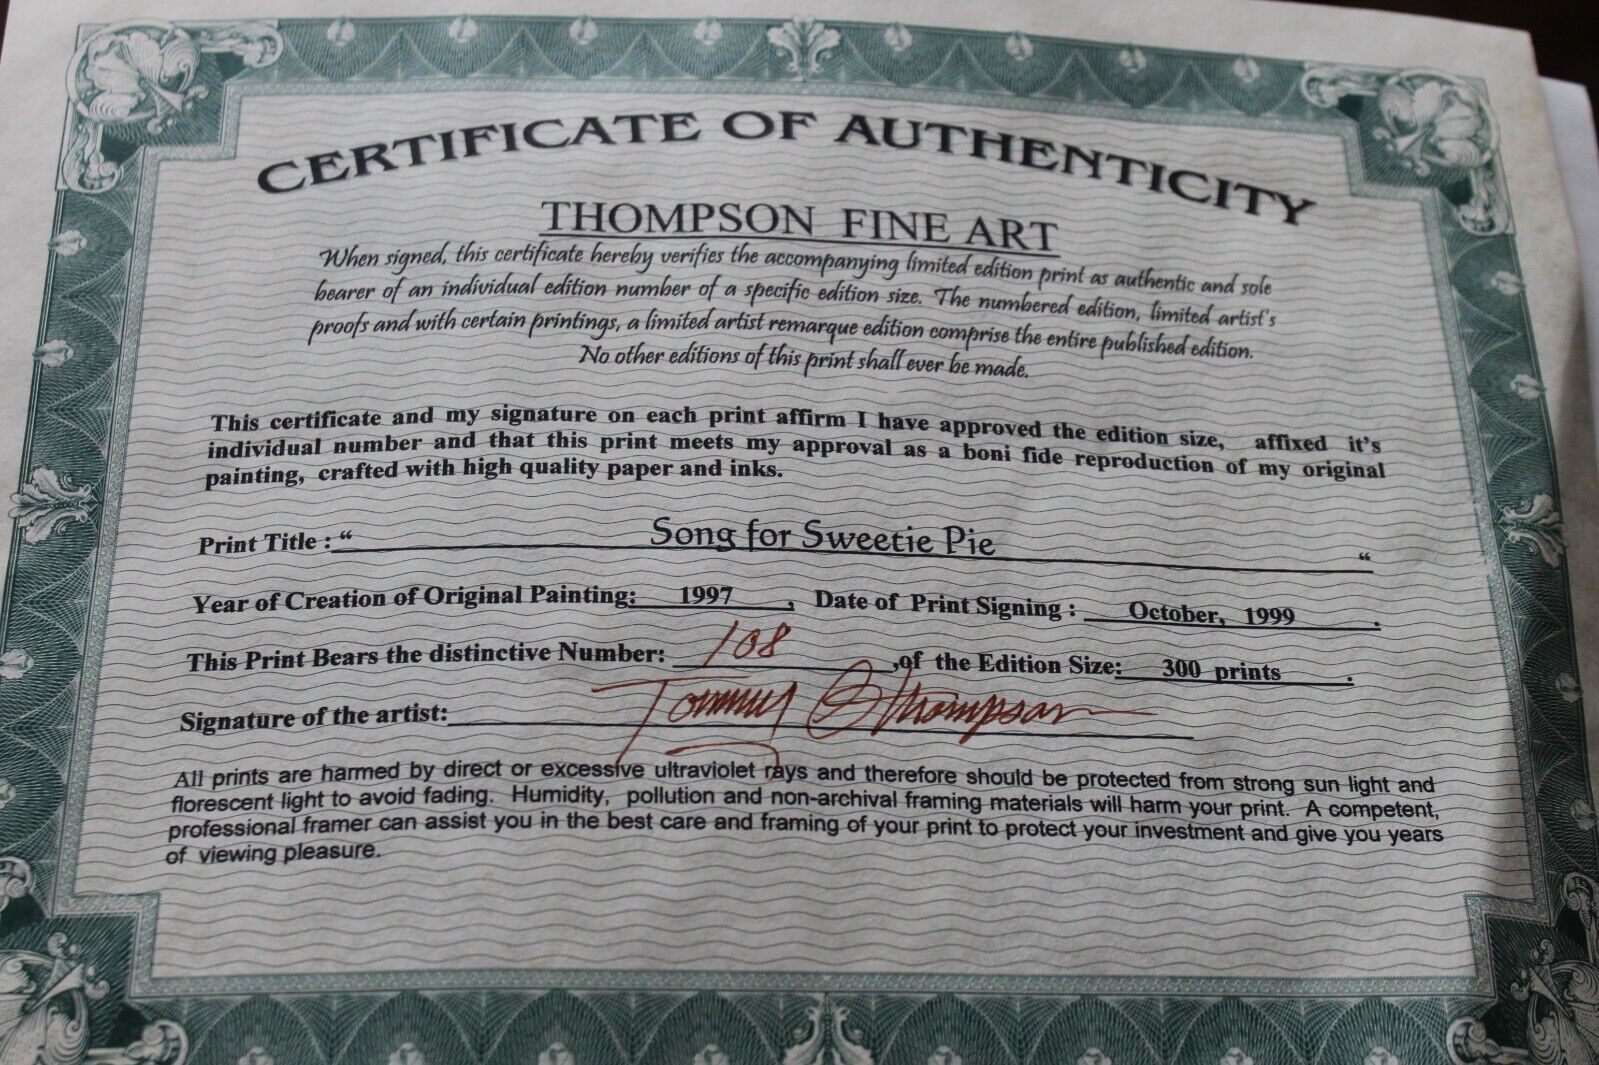 CERTIFICATE OF AUTHENTICITY
THOMPSON FINE ART
When signed, this certificate hereby verifies the accompanying limited edition print as authentic and sole
bearer of an individual edition number of a specific edition size. The numbered edition, limited artist's
proofs and with certain printings, a limited artist remarque edition comprise the entire published edition.
No other editions of this print shall ever be made.
This certificate and my signature on each print affirm I have approved the edition size, affixed it's
individual number and that this print meets my approval as a boni fide reproduction of my original
painting, crafted with high quality paper and inks.
Print Title : “ Song for Sweetie Pie “
Year of Creation of Original Painting: 1997 , Date of Print Signing : October, 1999 .
This Print Bears the distinctive Number: 108 ,of the Edition Size: 300 prints .
Signature of the artist: Tommy B Thompson
All prints are harmed by direct or excessive ultraviolet rays and therefore should be protected from strong sun light and
florescent light to avoid fading. Humidity, pollution and non-archival framing materials will harm your print. A competent,
professional framer can assist you in the best care and framing of your print to protect your investment and give you years
of viewing pleasure.